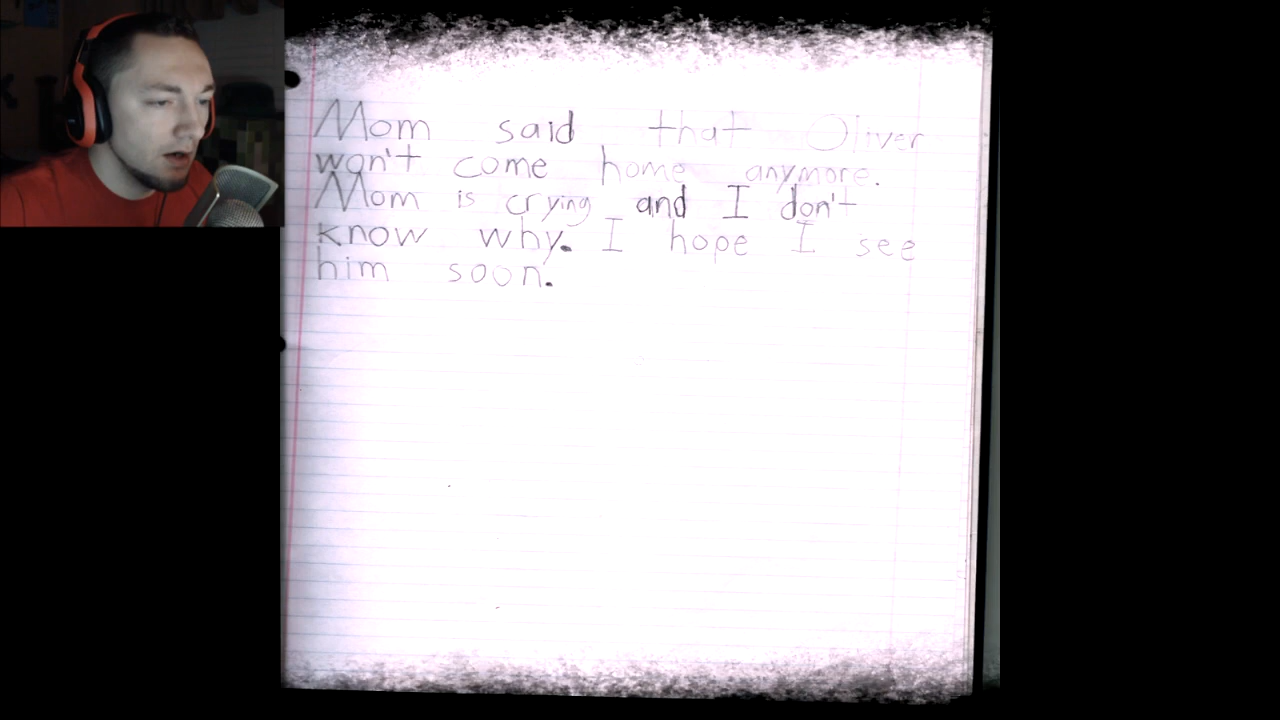 Mom said that Oliver
won't come home anymore.
Mom is crying and I don't
know why. I hope I see
him soon.